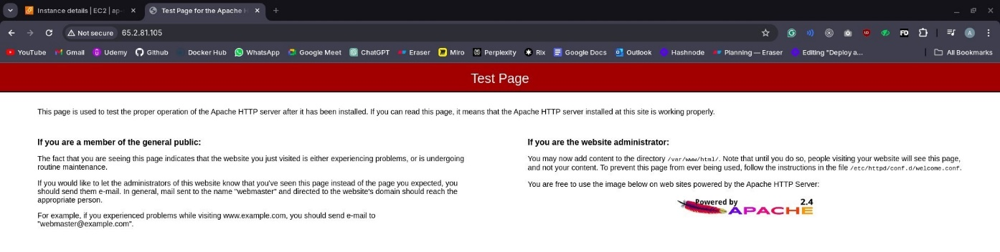 Instance details | EC2 | ap-
Test Page for the Apache H
Not secure
65.2.81.105
A
YouTube
Gmail
Udemy
Github
Docker Hub
WhatsApp
Google Meet
ChatGPT
Eraser
Miro
Perplexity
Rix
Google Docs
Outlook
Hashnode
Planning — Eraser
Editing "Deploy a...
All Bookmarks
Test Page
This page is used to test the proper operation of the Apache HTTP server after it has been installed. If you can read this page, it means that the Apache HTTP server installed at this site is working properly.
If you are a member of the general public:
The fact that you are seeing this page indicates that the website you just visited is either experiencing problems, or is undergoing
routine maintenance.
If you would like to let the administrators of this website know that you've seen this page instead of the page you expected, you
should send them e-mail. In general, mail sent to the name "webmaster" and directed to the website's domain should reach the
appropriate person.
For example, if you experienced problems while visiting www.example.com, you should send e-mail to
"webmaster@example.com".
If you are the website administrator:
You may now add content to the directory /var/www/html/. Note that until you do so, people visiting your website will see this page,
and not your content. To prevent this page from ever being used, follow the instructions in the file /etc/httpd/conf.d/welcome.conf.
You are free to use the image below on web sites powered by the Apache HTTP Server:
Powered by 2.4
APACHE